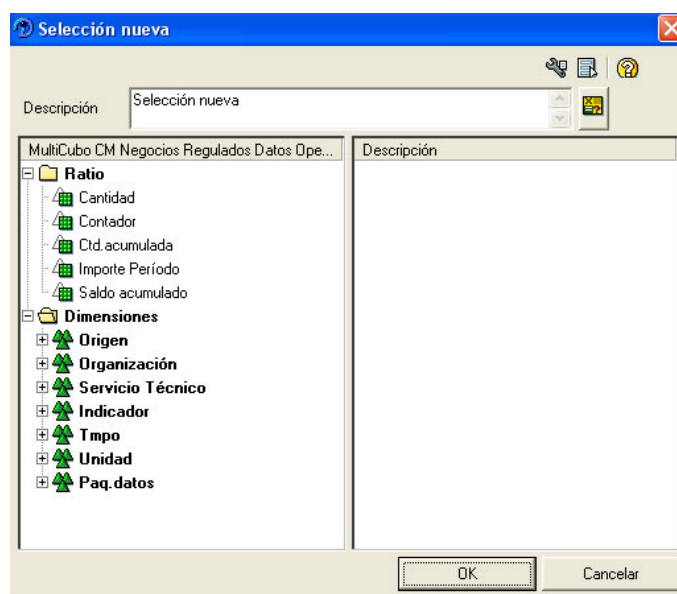 Selección nueva
Descripción
Selección nueva
MultiCubo CM Negocios Regulados Datos Ope...
Descripción
Ratio
Cantidad
Contador
Ctd.acumulada
Importe Período
Saldo acumulado
Dimensiones
Origen
Organización
Servicio Técnico
Indicador
Tmpo
Unidad
Paq.datos
OK
Cancelar